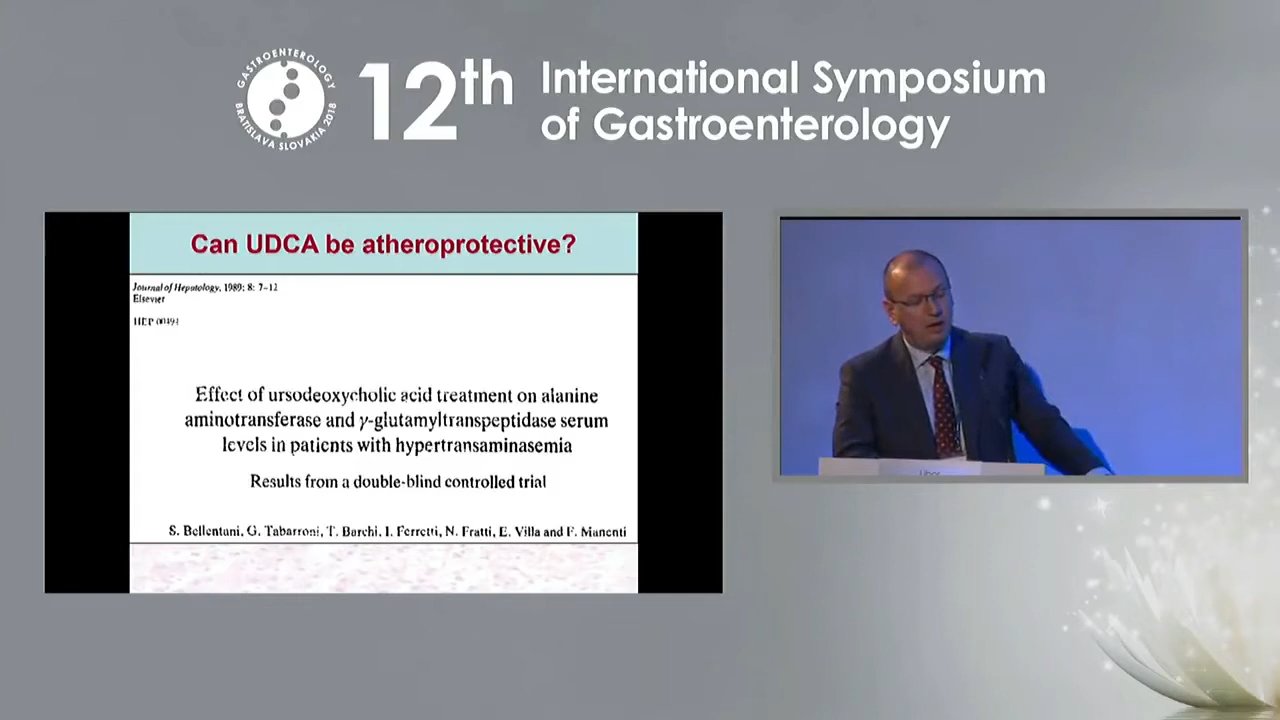 GASTROENTEROLOGY
BRATISLAVA SLOVAKIA 2018
12th
International Symposium
of Gastroenterology
Can UDCA be atheroprotective?
Journal of Hepatology, 1989; 8: 7–12
Elsevier
HEP
Effect of ursodeoxycholic acid treatment on alanine
aminotransferase and γ-glutamyltranspeptidase serum
levels in patients with hypertransaminasemia
Results from a double-blind controlled trial
S. Bellentani, G. Tabarroni, T. Barchi, I. Ferretti, N. Fratti, E. Villa and F. Manenti